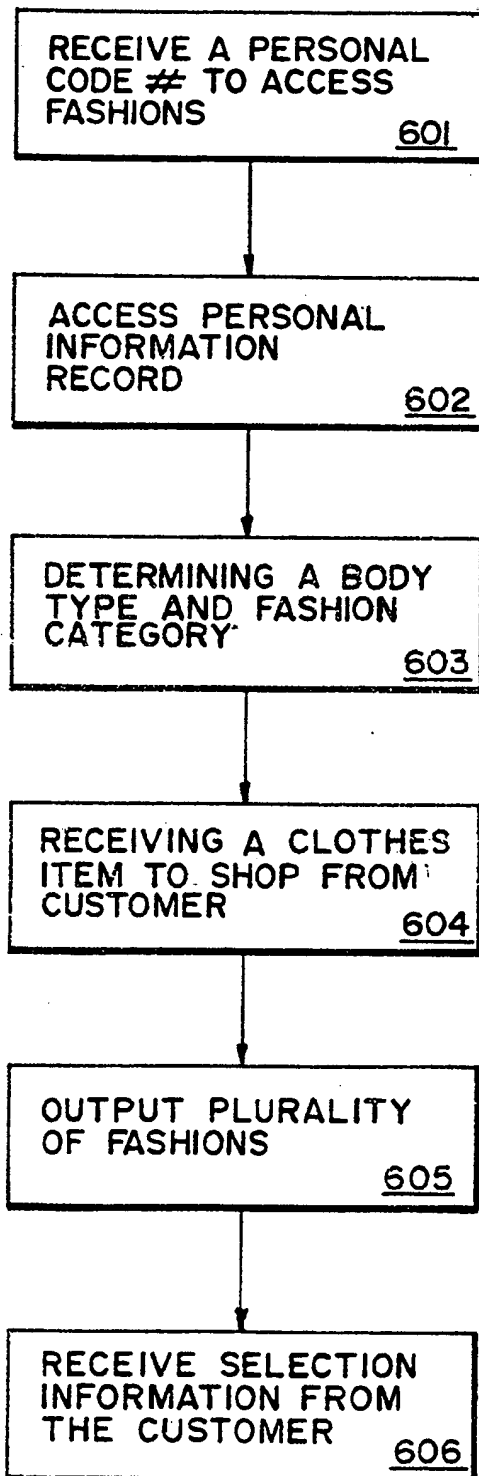 RECEIVE A PERSONAL
CODE # TO ACCESS
FASHIONS
601
ACCESS PERSONAL
INFORMATION
RECORD
602
DETERMINING A BODY
TYPE AND FASHION
CATEGORY
603
RECEIVING A CLOTHES
ITEM TO SHOP FROM
CUSTOMER
604
OUTPUT PLURALITY
OF FASHIONS
605
RECEIVE SELECTION
INFORMATION FROM
THE CUSTOMER
606